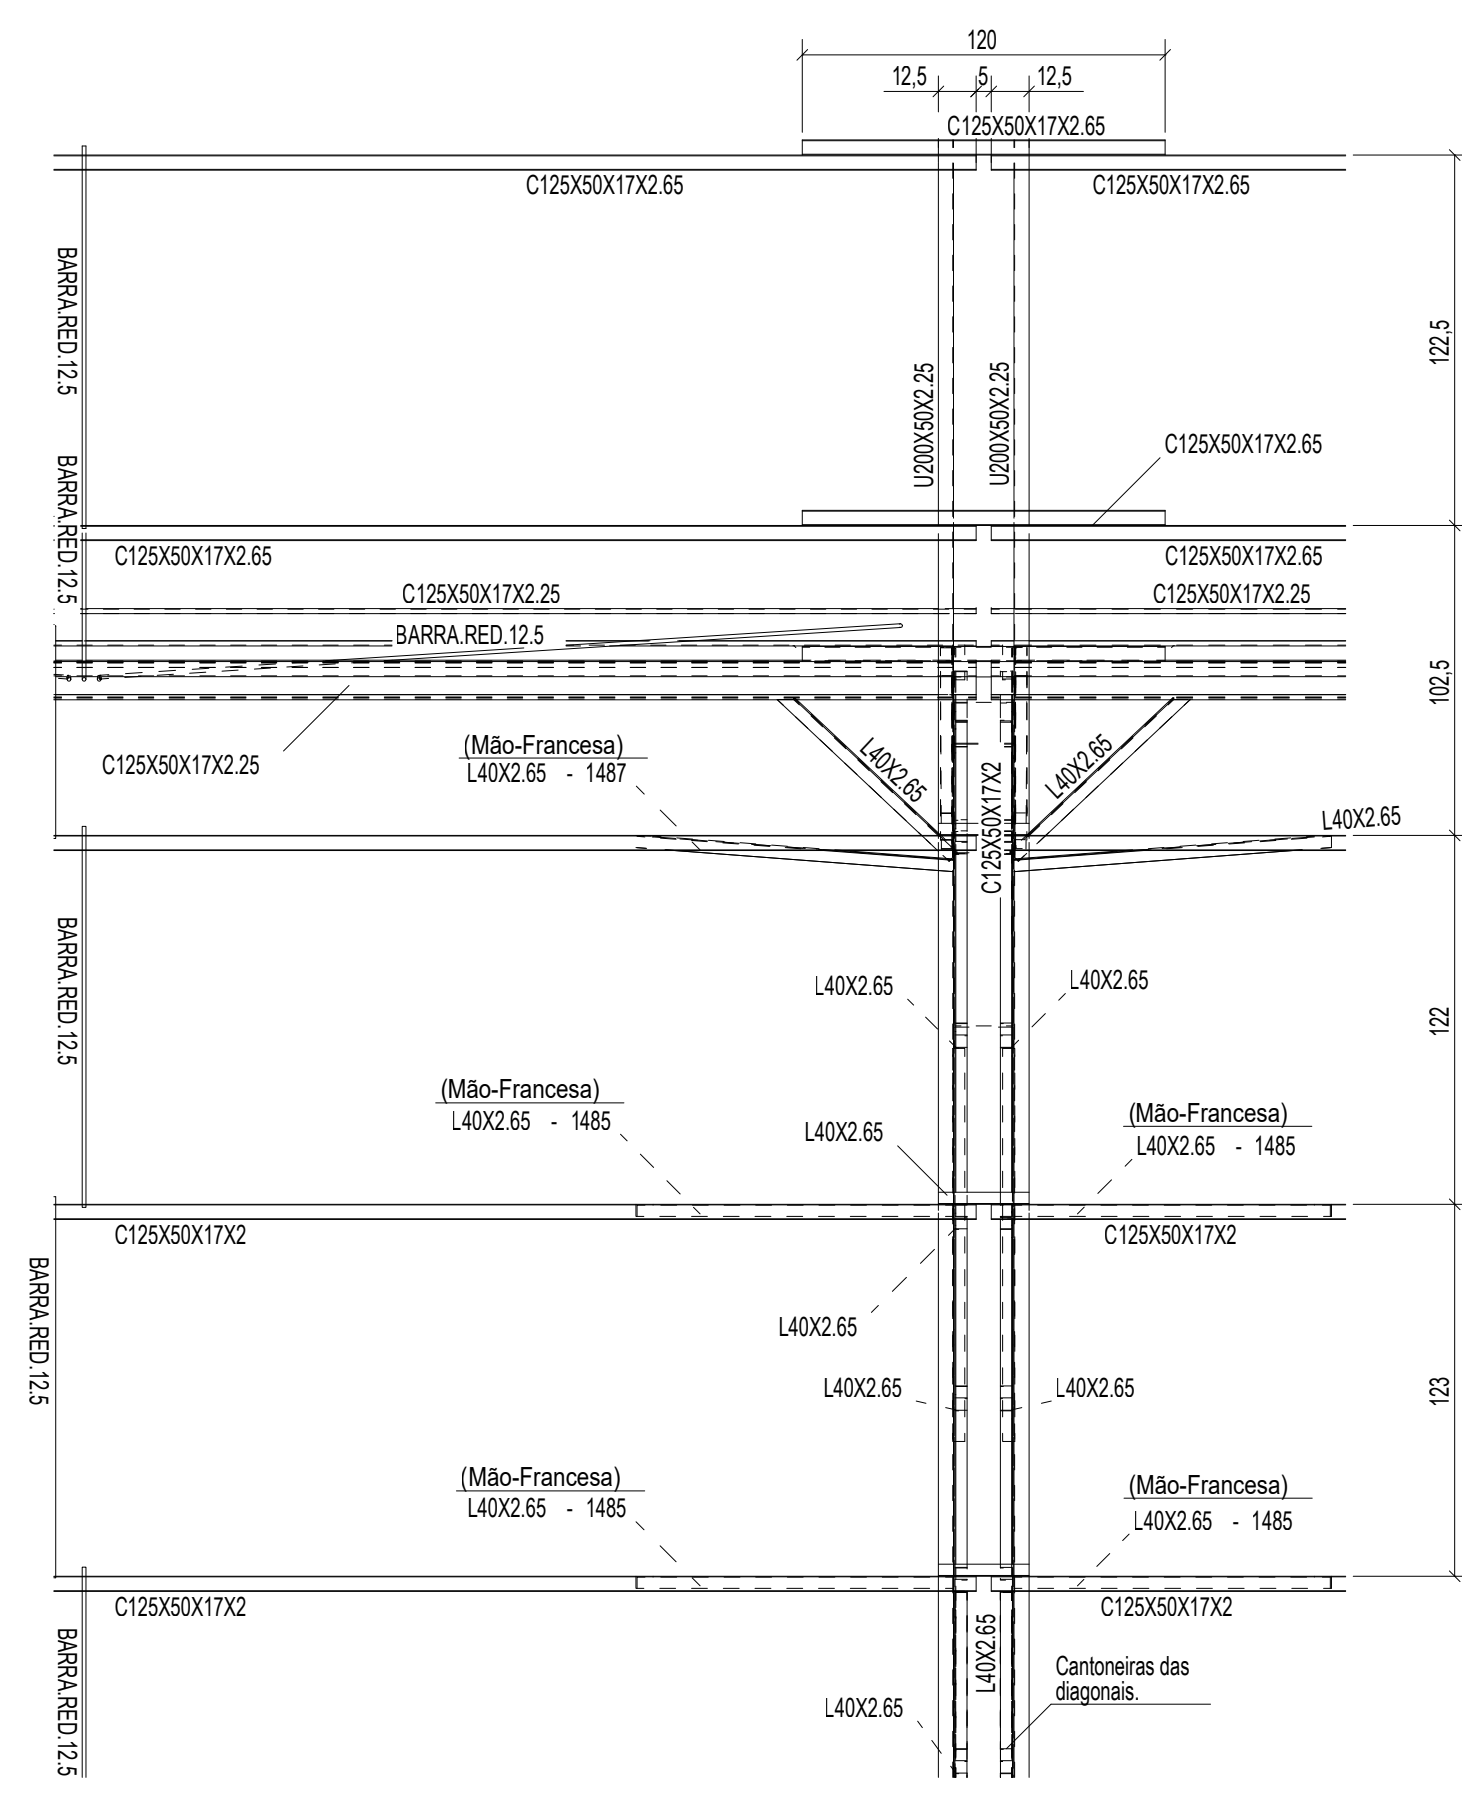 120
12,5 5 12,5
C125X50X17X2.65
C125X50X17X2.65
C125X50X17X2.65
BARRA.RED.12.5
122,5
U200X50X2.25
U200X50X2.25
C125X50X17X2.65
BARRA.RED.12.5
C125X50X17X2.65
C125X50X17X2.65
C125X50X17X2.25
C125X50X17X2.25
BARRA.RED.12.5
102,5
C125X50X17X2.25
(Mão-Francesa)
L40X2.65 - 1487
L40X2.65
L40X2.65
C125X50X17X2
L40X2.65
BARRA.RED.12.5
L40X2.65
L40X2.65
122
(Mão-Francesa)
L40X2.65 - 1485
L40X2.65
(Mão-Francesa)
L40X2.65 - 1485
C125X50X17X2
C125X50X17X2
BARRA.RED.12.5
L40X2.65
L40X2.65
L40X2.65
123
(Mão-Francesa)
L40X2.65 - 1485
(Mão-Francesa)
L40X2.65 - 1485
C125X50X17X2
C125X50X17X2
BARRA.RED.12.5
L40X2.65
Cantoneiras das
diagonais.
L40X2.65